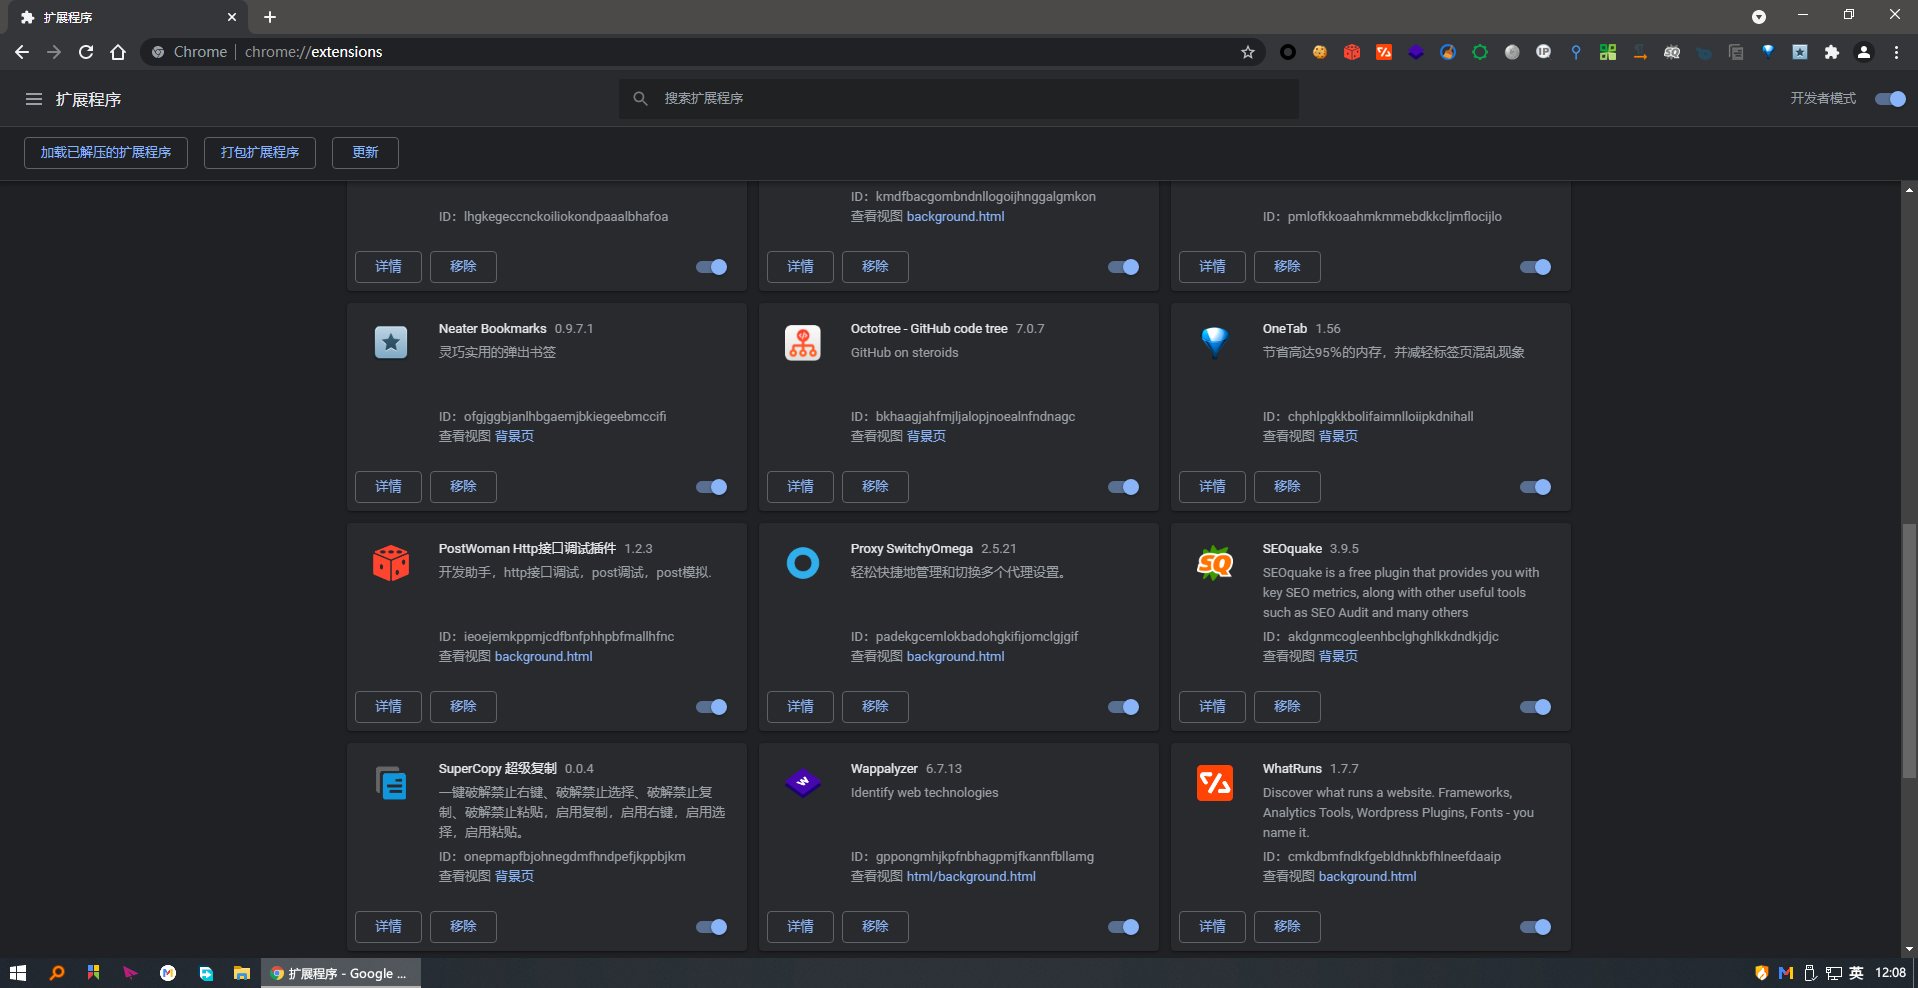 扩展程序
Chrome | chrome://extensions
扩展程序
搜索扩展程序
开发者模式
加载已解压的扩展程序
打包扩展程序
更新
ID：lhgkegeccnckoiliokondpaaalbhafoa
详情
移除
ID：kmdfbacgombndnllogoijhnggalgmkon
查看视图 background.html
详情
移除
ID：pmlofkkoaahmkmmebdkkcljmflocijlo
详情
移除
Neater Bookmarks 0.9.7.1
灵巧实用的弹出书签
ID：ofgjggbjanlhbgaemjbkiegeebmccifi
查看视图 背景页
详情
移除
Octotree - GitHub code tree 7.0.7
GitHub on steroids
ID：bkhaagjahfmjljalopjnoealnfndnagc
查看视图 背景页
详情
移除
OneTab 1.56
节省高达95%的内存，并减轻标签页混乱现象
ID：chphlpgkkbolifaimnlloiipkdnihall
查看视图 背景页
详情
移除
PostWoman Http接口调试插件 1.2.3
开发助手，http接口调试，post调试，post模拟.
ID：ieoejemkppmjcdfbnfphhpbfmallhfnc
查看视图 background.html
详情
移除
Proxy SwitchyOmega 2.5.21
轻松快捷地管理和切换多个代理设置。
ID：padekgcemlokbadohgkifijomclgjgif
查看视图 background.html
详情
移除
SEOquake 3.9.5
SEOquake is a free plugin that provides you with
key SEO metrics, along with other useful tools
such as SEO Audit and many others
ID：akdgnmcogleenhbclghghlkkdndkjdjc
查看视图 背景页
详情
移除
SuperCopy 超级复制 0.0.4
一键破解禁止右键、破解禁止选择、破解禁止复
制、破解禁止粘贴，启用复制，启用右键，启用选
择，启用粘贴。
ID：onepmapfbjohnegdmfhndpefjkppbjkm
查看视图 背景页
详情
移除
Wappalyzer 6.7.13
Identify web technologies
ID：gppongmhjkpfnbhagpmjfkannfbllamg
查看视图 html/background.html
详情
移除
WhatRuns 1.7.7
Discover what runs a website. Frameworks,
Analytics Tools, Wordpress Plugins, Fonts - you
name it.
ID：cmkdbmfndkfgebldhnkbfhlneefdaaip
查看视图 background.html
详情
移除
扩展程序 - Google ...
英
12:08